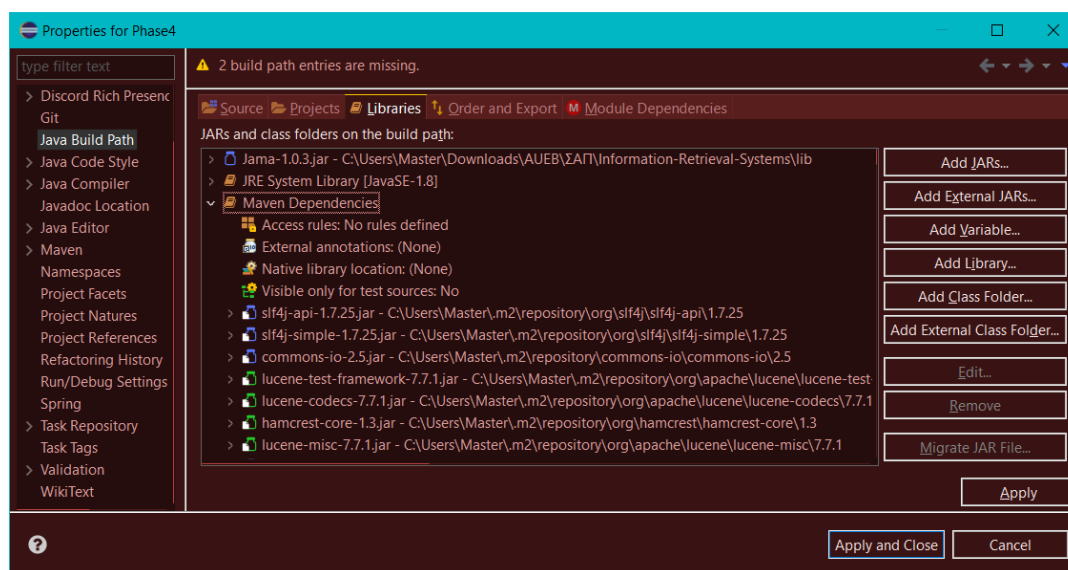 Properties for Phase4
type filter text
2 build path entries are missing.
Discord Rich Presenc
Git
Java Build Path
Java Code Style
Java Compiler
Javadoc Location
Java Editor
Maven
Namespaces
Project Facets
Project Natures
Project References
Refactoring History
Run/Debug Settings
Spring
Task Repository
Task Tags
Validation
WikiText
Source Projects Libraries Order and Export Module Dependencies
JARs and class folders on the build path:
Jama-1.0.3.jar - C:\Users\Master\Downloads\AUEB\ΣΑΠ\Information-Retrieval-Systems\lib
JRE System Library [JavaSE-1.8]
Maven Dependencies
Access rules: No rules defined
External annotations: (None)
Native library location: (None)
Visible only for test sources: No
slf4j-api-1.7.25.jar - C:\Users\Master\.m2\repository\org\slf4j\slf4j-api\1.7.25
slf4j-simple-1.7.25.jar - C:\Users\Master\.m2\repository\org\slf4j\slf4j-simple\1.7.25
commons-io-2.5.jar - C:\Users\Master\.m2\repository\commons-io\commons-io\2.5
lucene-test-framework-7.7.1.jar - C:\Users\Master\.m2\repository\org\apache\lucene\lucene-test-
lucene-codecs-7.7.1.jar - C:\Users\Master\.m2\repository\org\apache\lucene\lucene-codecs\7.7.1
hamcrest-core-1.3.jar - C:\Users\Master\.m2\repository\org\hamcrest\hamcrest-core\1.3
lucene-misc-7.7.1.jar - C:\Users\Master\.m2\repository\org\apache\lucene\lucene-misc\7.7.1
Add JARs...
Add External JARs...
Add Variable...
Add Library...
Add Class Folder...
Add External Class Folder...
Edit...
Remove
Migrate JAR File...
Apply
Apply and Close
Cancel